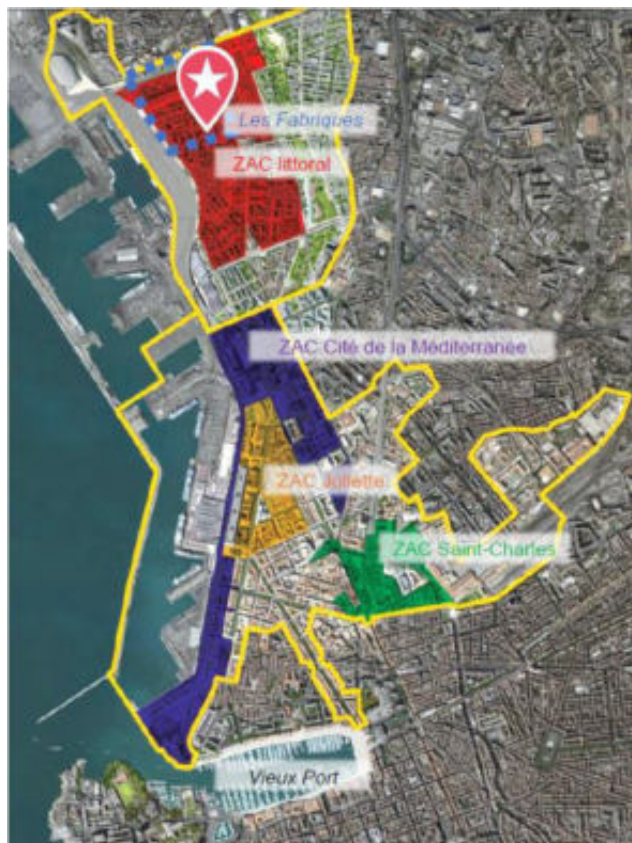 Les Fabriques
ZAC littoral
ZAC Cité de la Méditerranée
ZAC Joliette
ZAC Saint-Charles
Vieux Port